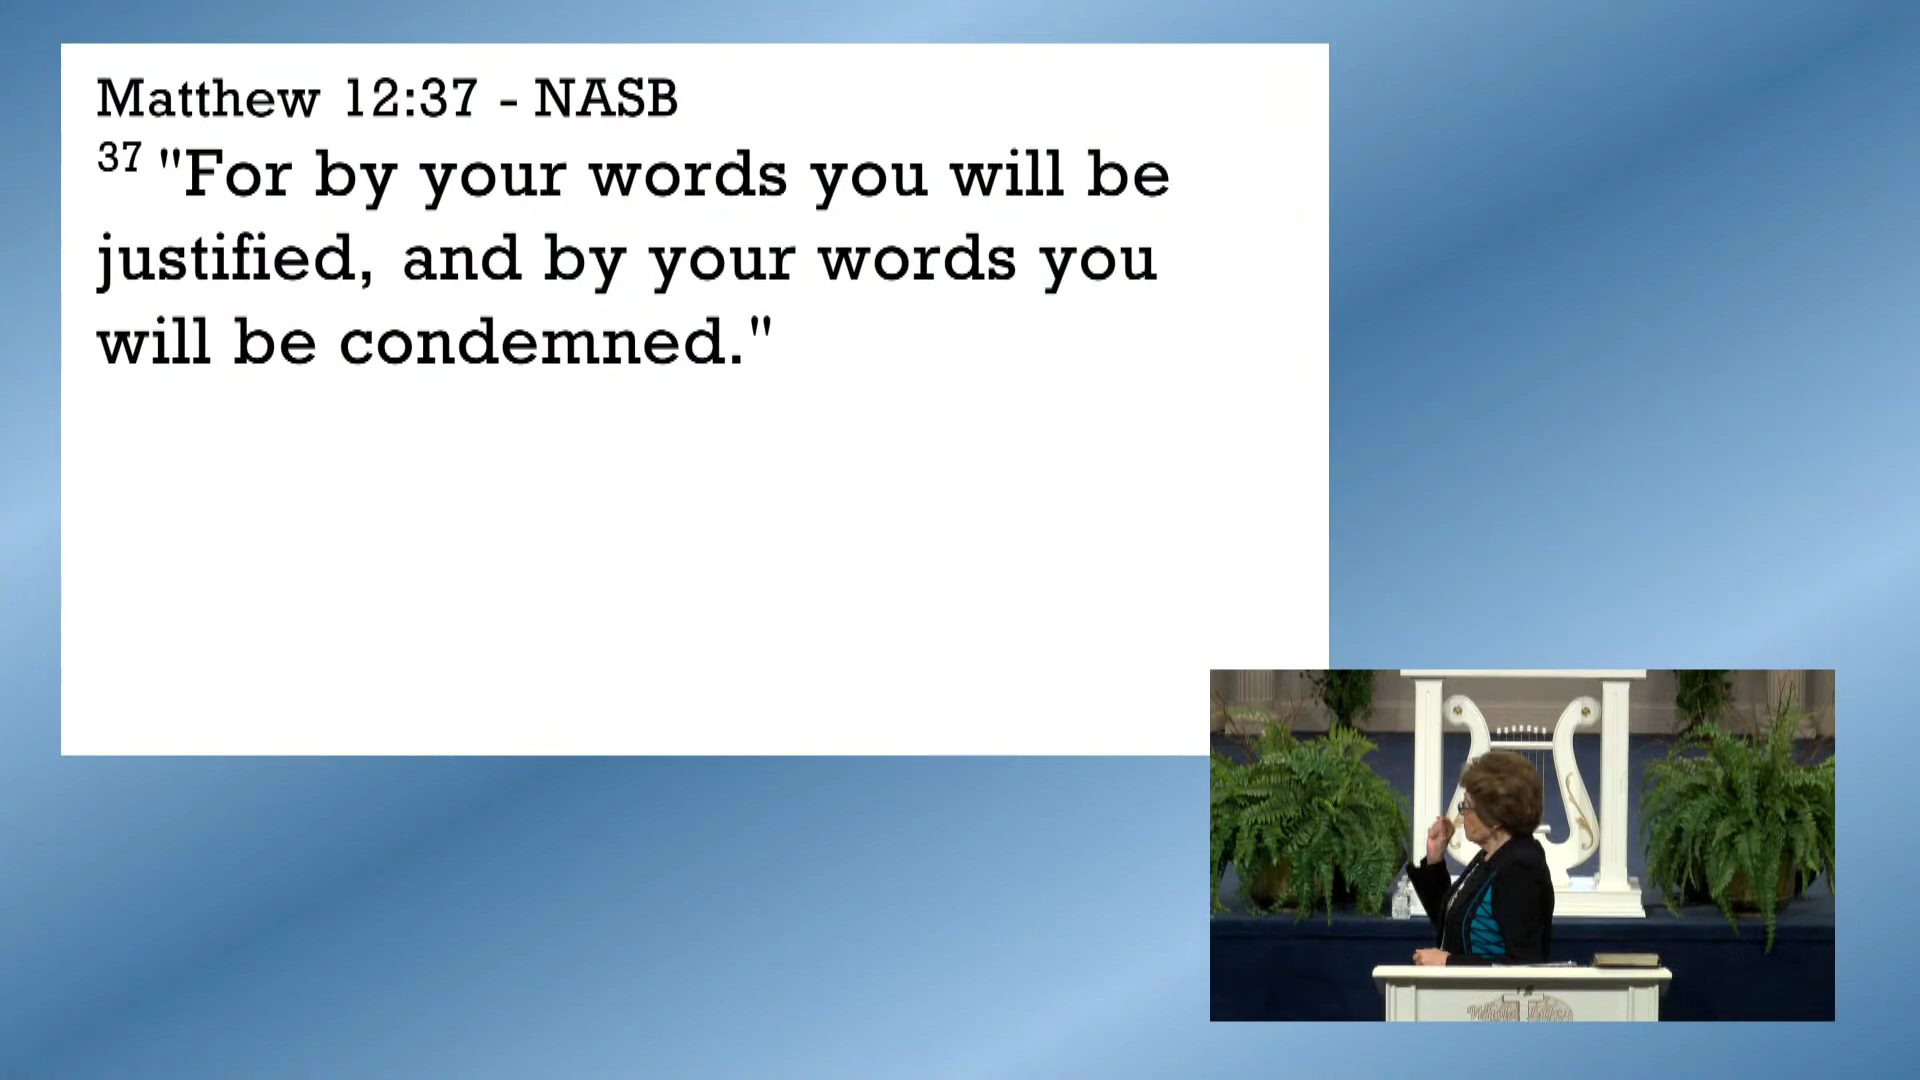 Matthew 12:37 - NASB
37 "For by your words you will be
justified, and by your words you
will be condemned."